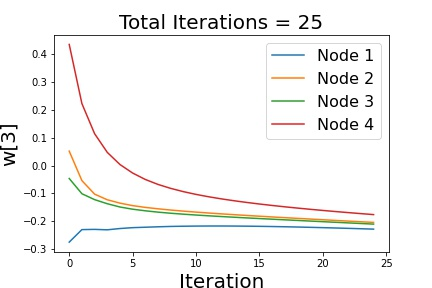 Total Iterations = 25
w[3]
0.4
0.3
0.2
0.1
0.0
−0.1
−0.2
−0.3
Node 1
Node 2
Node 3
Node 4
0 5 10 15 20 25
Iteration